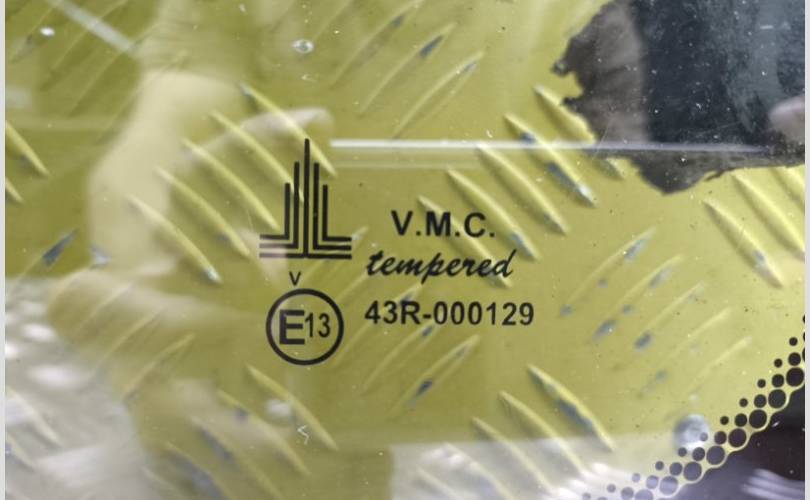 V.M.C.
tempered
V
E13
43R-000129